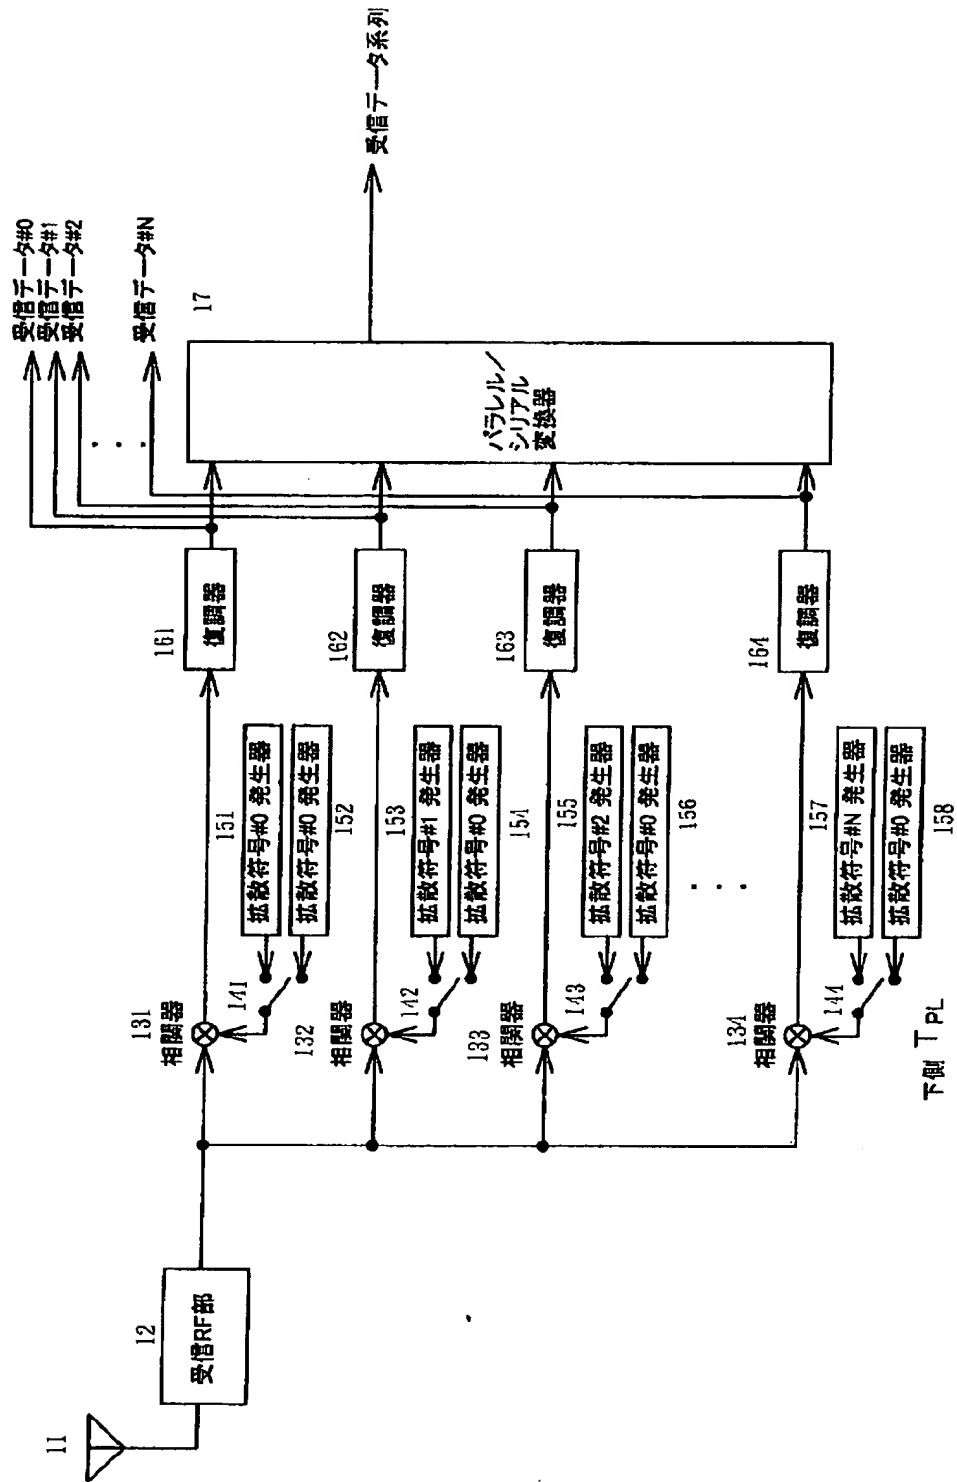 11
12
受信RF部
131
相関器
141
151
拡散符号#0 発生器
拡散符号#0 発生器
152
161
復調器
132
相関器
142
153
拡散符号#1 発生器
拡散符号#0 発生器
154
162
復調器
133
相関器
143
155
拡散符号#2 発生器
拡散符号#0 発生器
156
163
復調器
134
相関器
144
157
拡散符号#N 発生器
拡散符号#0 発生器
158
164
復調器
下側 TPL
パラレル/
シリアル
変換器
17
受信データ#0
受信データ#1
受信データ#2
受信データ#N
受信データ系列